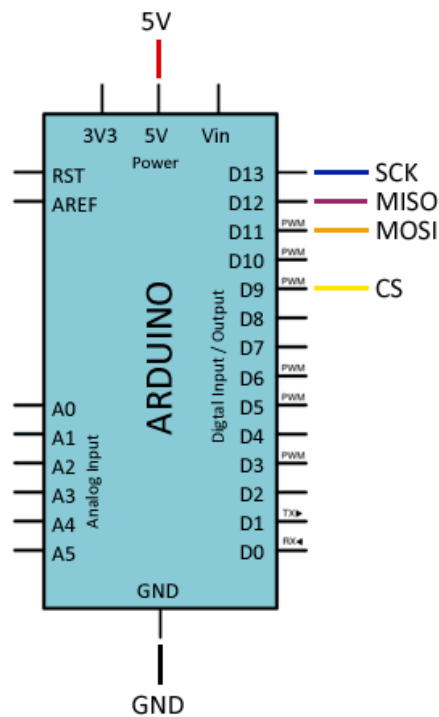 5V
3V3 5V Vin
Power
RST
AREF
A0
A1
A2
A3
A4
A5
Analog Input
ARDUINO
Digtal Input / Output
D13 SCK
D12 MISO
D11 PWM MOSI
D10 PWM
D9 PWM CS
D8
D7
D6 PWM
D5 PWM
D4
D3 PWM
D2
D1 TX▶
D0 RX◀
GND
GND